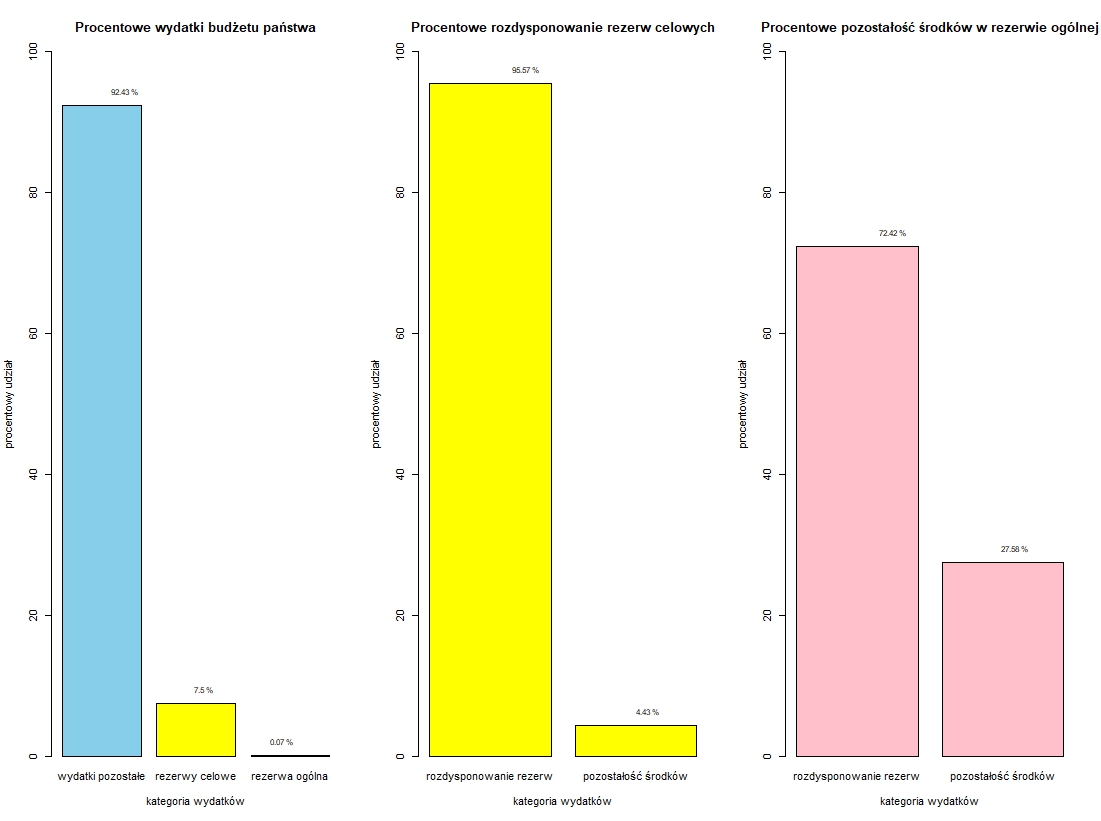 Procentowe wydatki budżetu państwa
100
80
60
40
20
0
procentowy udział
92.43 %
7.5 %
0.07 %
wydatki pozostałe rezerwy celowe rezerwa ogólna
kategoria wydatków
Procentowe rozdysponowanie rezerw celowych
100
80
60
40
20
0
procentowy udział
95.57 %
4.43 %
rozdysponowanie rezerw pozostałość środków
kategoria wydatków
Procentowe pozostałość środków w rezerwie ogólnej
100
80
60
40
20
0
procentowy udział
72.42 %
27.58 %
rozdysponowanie rezerw pozostałość środków
kategoria wydatków